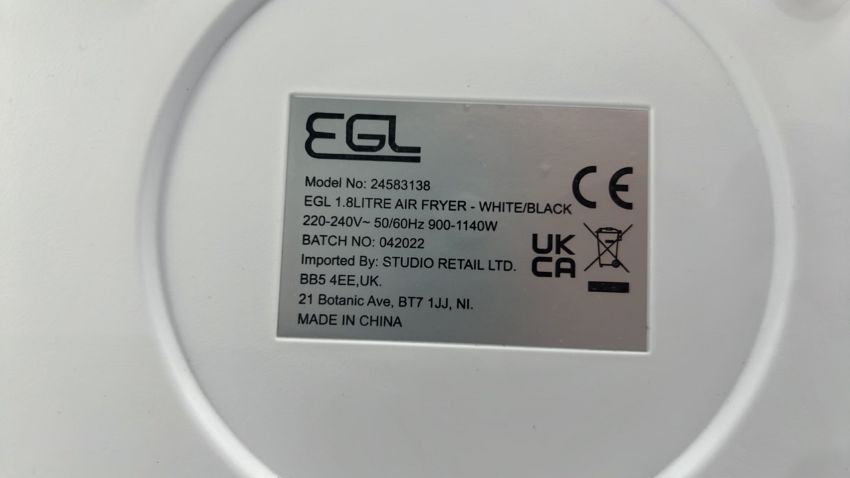 EGL
Model No: 24583138
EGL 1.8LITRE AIR FRYER - WHITE/BLACK
CE
220-240V~ 50/60Hz 900-1140W
BATCH NO: 042022
UK
CA
Imported By: STUDIO RETAIL LTD.
BB5 4EE,UK.
21 Botanic Ave, BT7 1JJ, NI.
MADE IN CHINA